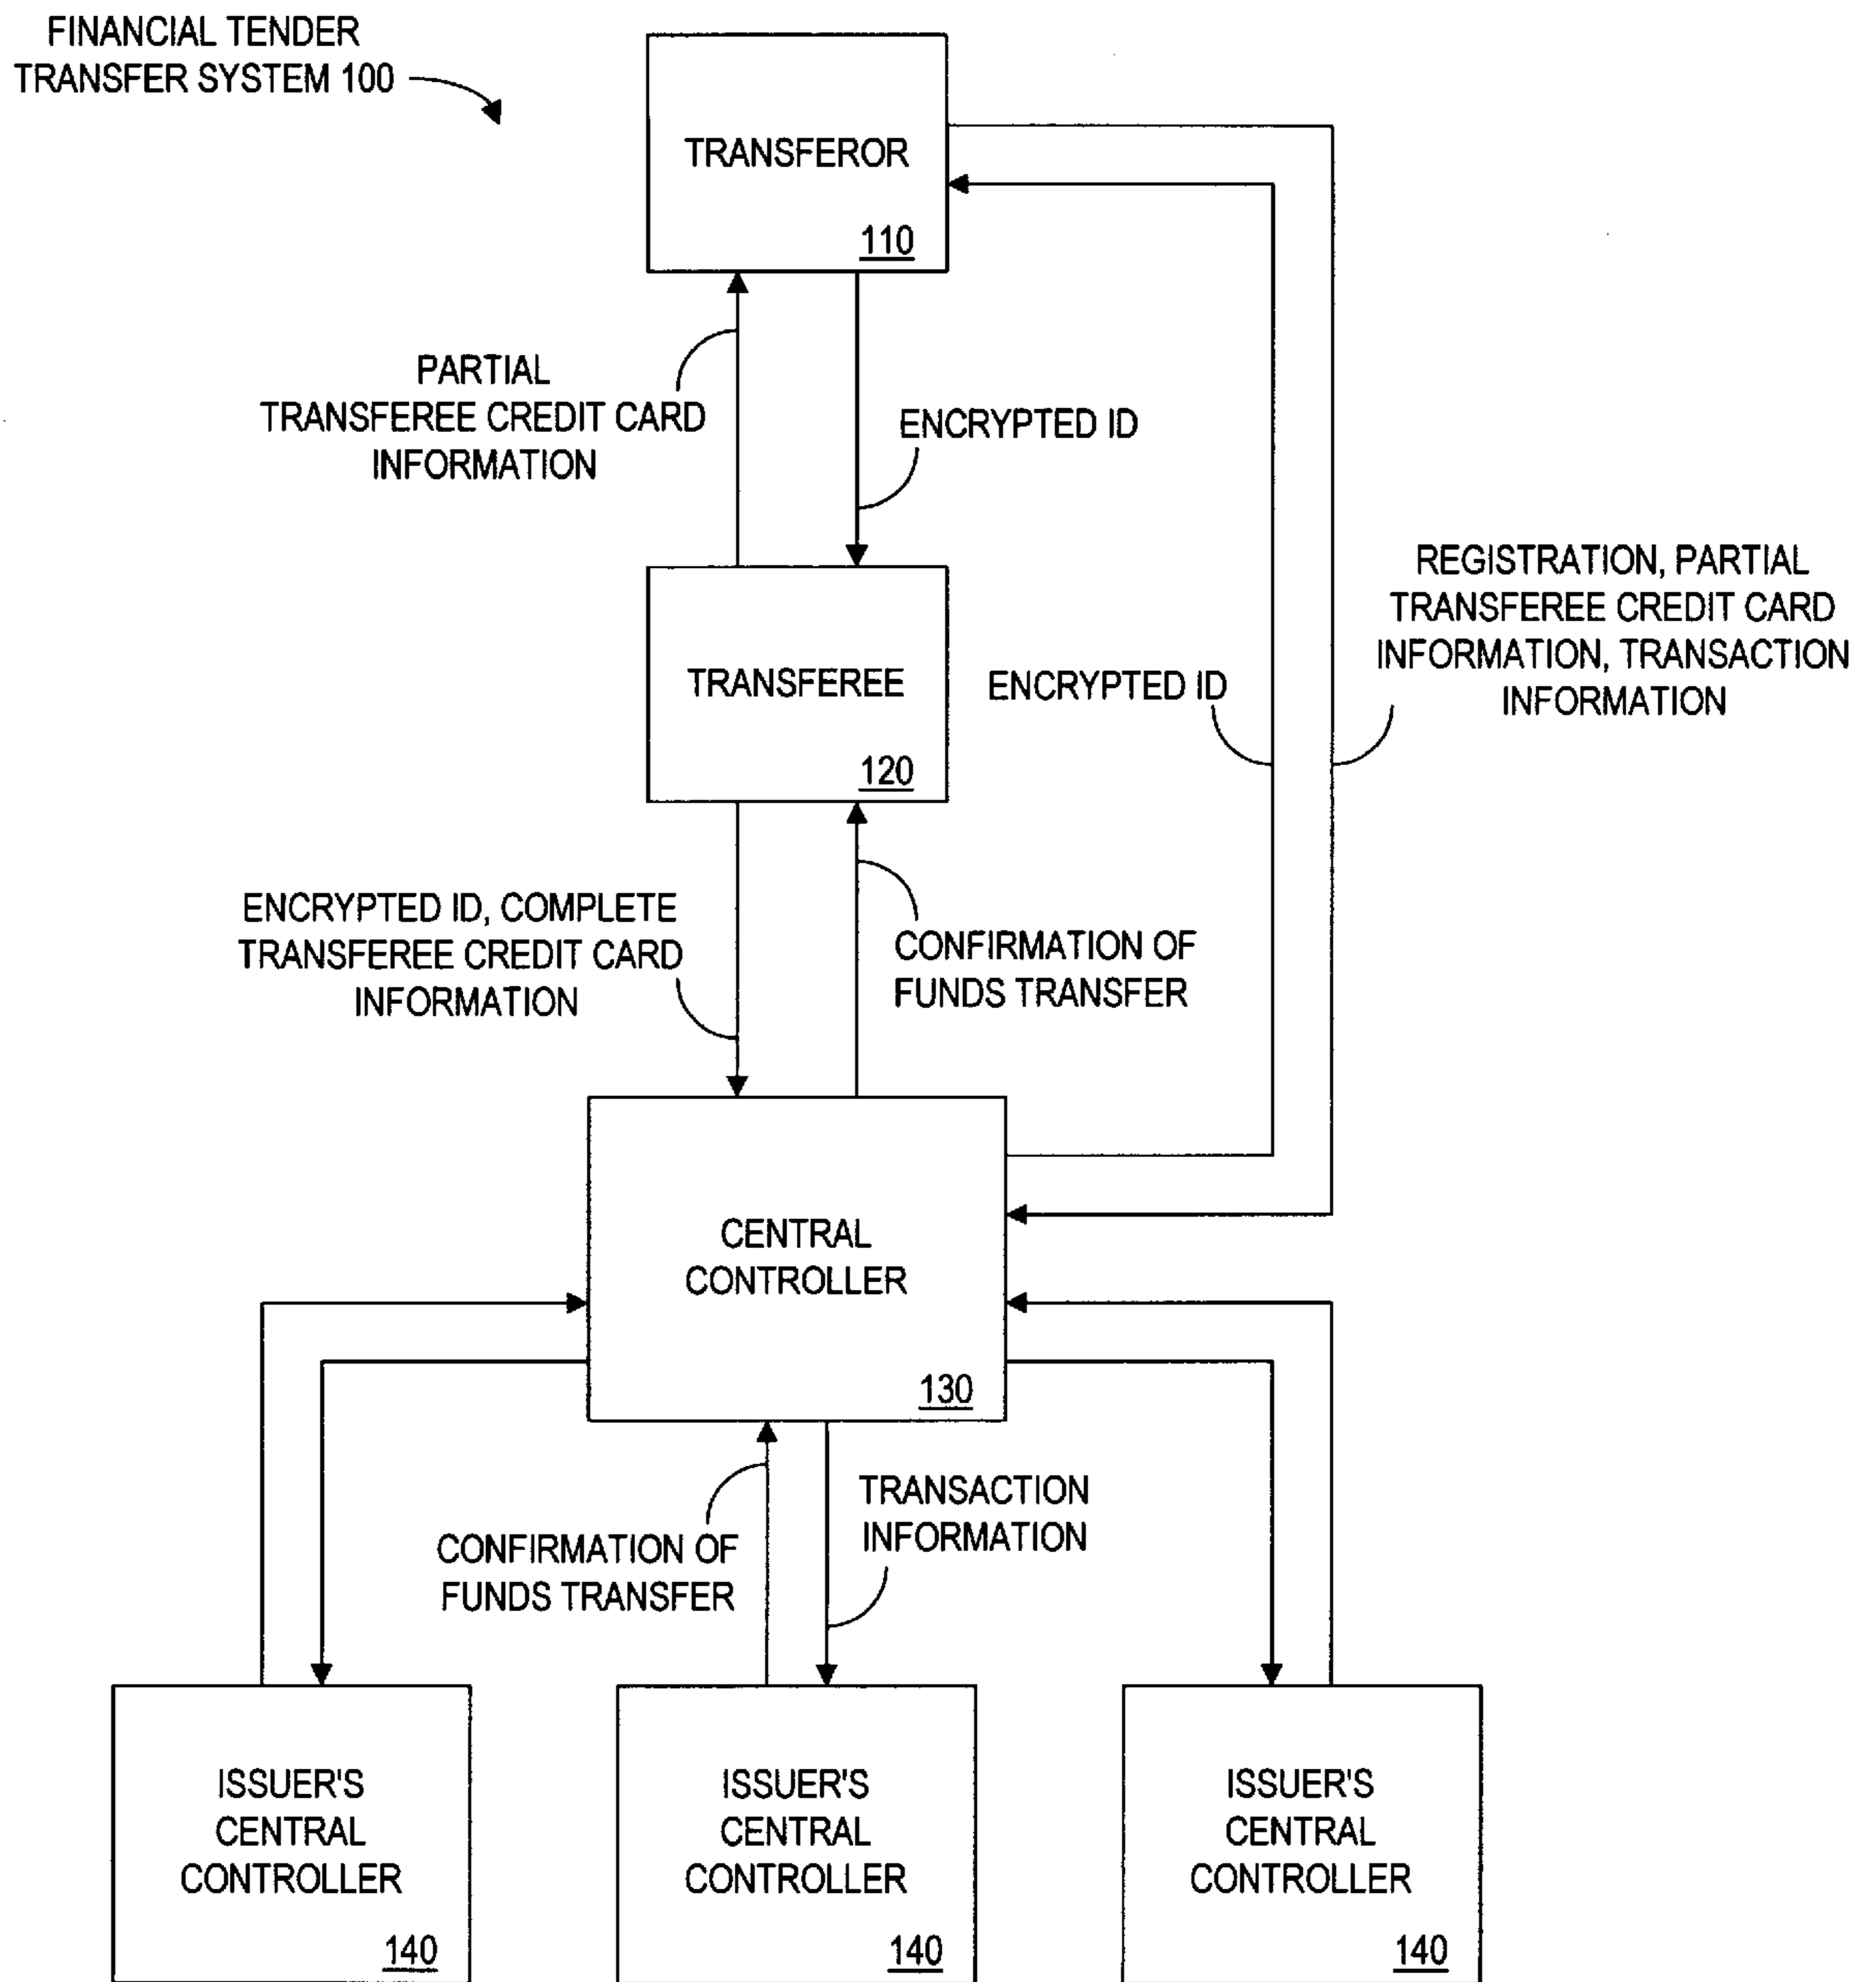 FINANCIAL TENDER
TRANSFER SYSTEM 100
TRANSFEROR
110
PARTIAL
TRANSFEREE CREDIT CARD
INFORMATION
ENCRYPTED ID
REGISTRATION, PARTIAL
TRANSFEREE CREDIT CARD
INFORMATION, TRANSACTION
INFORMATION
TRANSFEREE
120
ENCRYPTED ID
ENCRYPTED ID, COMPLETE
TRANSFEREE CREDIT CARD
INFORMATION
CONFIRMATION OF
FUNDS TRANSFER
CENTRAL
CONTROLLER
130
CONFIRMATION OF
FUNDS TRANSFER
TRANSACTION
INFORMATION
ISSUER'S
CENTRAL
CONTROLLER
140
ISSUER'S
CENTRAL
CONTROLLER
140
ISSUER'S
CENTRAL
CONTROLLER
140